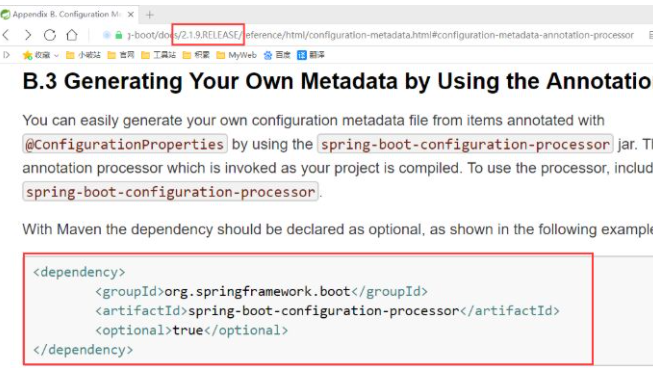 Appendix B. Configuration M
-boot/docs/2.1.9.RELEASE/reference/html/configuration-metadata.html#configuration-metadata-annotation-processor
收藏 小破站 官网 工具站 积累 MyWeb 百度 翻译
B.3 Generating Your Own Metadata by Using the Annotatio
You can easily generate your own configuration metadata file from items annotated with
@ConfigurationProperties by using the spring-boot-configuration-processor jar. T
annotation processor which is invoked as your project is compiled. To use the processor, includ
spring-boot-configuration-processor.
With Maven the dependency should be declared as optional, as shown in the following example
<dependency>
<groupId>org.springframework.boot</groupId>
<artifactId>spring-boot-configuration-processor</artifactId>
<optional>true</optional>
</dependency>